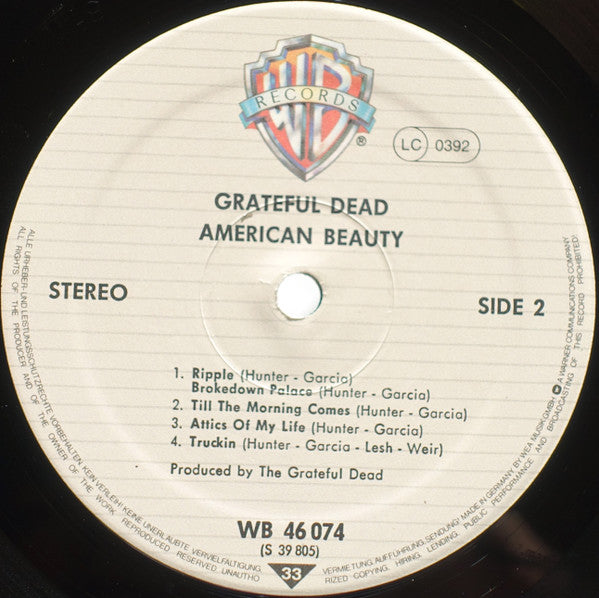 WB
RECORDS
®
LC 0392
GRATEFUL DEAD
AMERICAN BEAUTY
STEREO
SIDE 2
1. Ripple (Hunter - Garcia)
Brokedown Palace (Hunter - Garcia)
2. Till The Morning Comes (Hunter - Garcia)
3. Attics Of My Life (Hunter - Garcia)
4. Truckin (Hunter - Garcia - Lesh - Weir)
Produced by The Grateful Dead
WB 46 074
(S 39 805)
33
ALLE URHEBER- UND LEISTUNGSSCHUTZRECHTE VORBEHALTEN. KEIN VERLEIH! KEINE UNERLAUBTE VERVIELFÄLTIGUNG,
VERMIETUNG, AUFFÜHRUNG, SENDUNG! MADE IN GERMANY, BY WEA MUSIK GMBH ℗ A WARNER COMMUNICATIONS COMPANY
ALL RIGHTS OF THE PRODUCER AND OF THE OWNER OF THE WORK REPRODUCED RESERVED. UNAUTHO
RIZED COPYING, HIRING, LENDING, PUBLIC PERFORMANCE AND BROADCASTING OF THIS RECORD PROHIBITED!